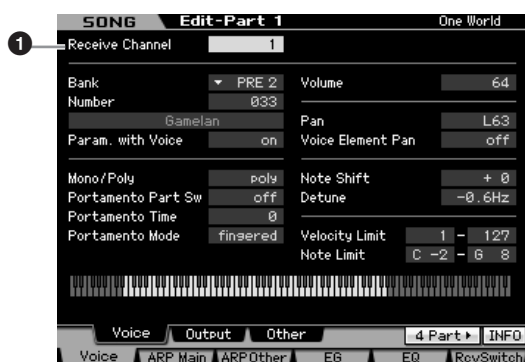 SONG Edit-Part 1 One World
1 Receive Channel 1
Bank PRE 2 Volume 64
Number 033
Gamelan Pan L63
Param. with Voice on Voice Element Pan off
Mono/Poly poly Note Shift + 0
Portamento Part Sw off Detune -0.6Hz
Portamento Time 0
Portamento Mode fingered Velocity Limit 1 - 127
Note Limit C -2 - G 8
Voice Output Other 4 Part INFO
Voice ARP Main ARP Other EG EQ RcvSwitch